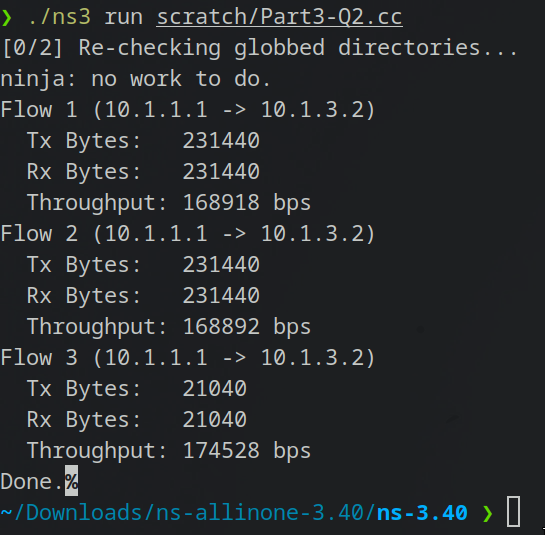 ❯ ./ns3 run scratch/Part3-Q2.cc
[0/2] Re-checking globbed directories...
ninja: no work to do.
Flow 1 (10.1.1.1 -> 10.1.3.2)
  Tx Bytes:   231440
  Rx Bytes:   231440
  Throughput: 168918 bps
Flow 2 (10.1.1.1 -> 10.1.3.2)
  Tx Bytes:   231440
  Rx Bytes:   231440
  Throughput: 168892 bps
Flow 3 (10.1.1.1 -> 10.1.3.2)
  Tx Bytes:   21040
  Rx Bytes:   21040
  Throughput: 174528 bps
Done.%
~/Downloads/ns-allinone-3.40/ns-3.40 ❯